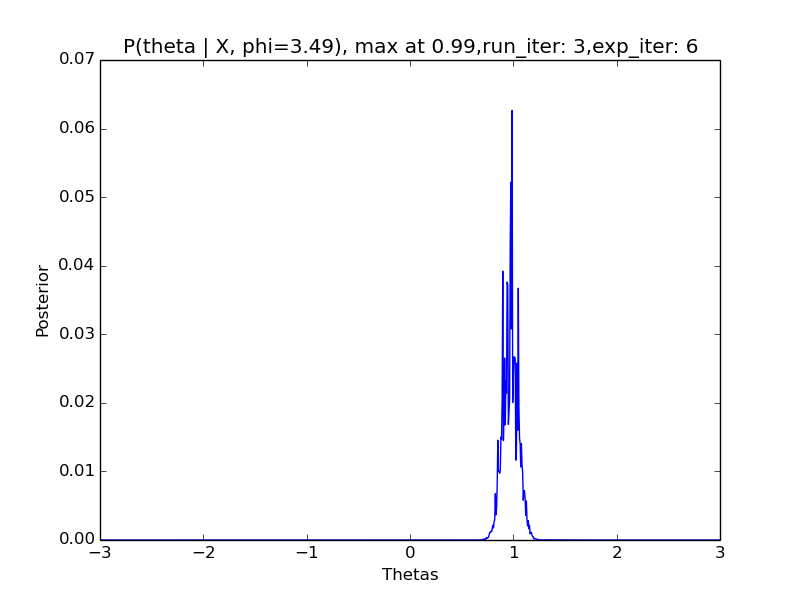 P(theta | X, phi=3.49), max at 0.99,run_iter: 3,exp_iter: 6
0.07
0.06
0.05
0.04
0.03
0.02
0.01
0.00
Posterior
−3 −2 −1 0 1 2 3
Thetas